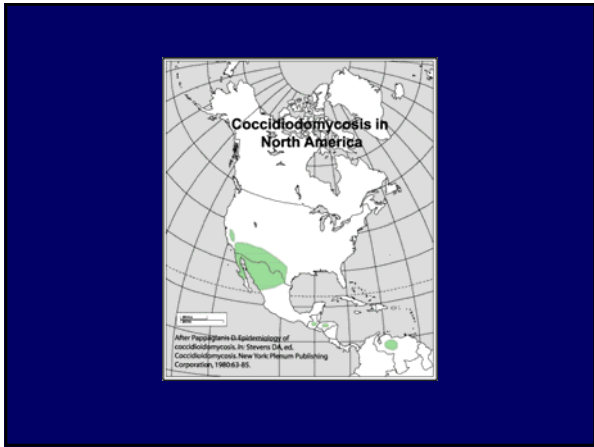 Coccidiodomycosis in
North America
After Pappagianis D. Epidemiology of
coccidioidomycosis. In: Stevens DA, ed.
Coccidioidomycosis. New York: Plenum Publishing
Corporation, 1980:63-85.